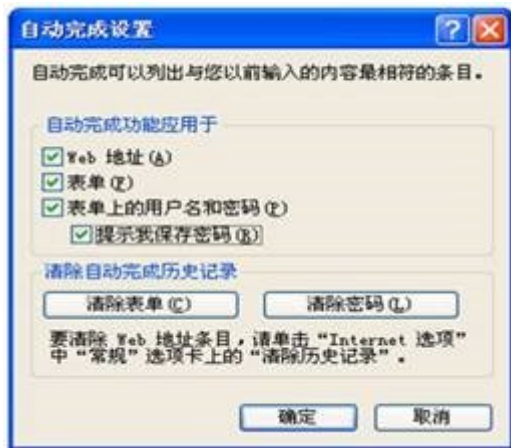 自动完成设置
自动完成可以列出与您以前输入的内容最相符的条目。
自动完成功能应用于
Web 地址(A)
表单(F)
表单上的用户名和密码(P)
提示我保存密码(R)
清除自动完成历史记录
清除表单(C) 清除密码(L)
要清除 Web 地址条目，请单击“Internet 选项”
中“常规”选项卡上的“清除历史记录”。
确定 取消